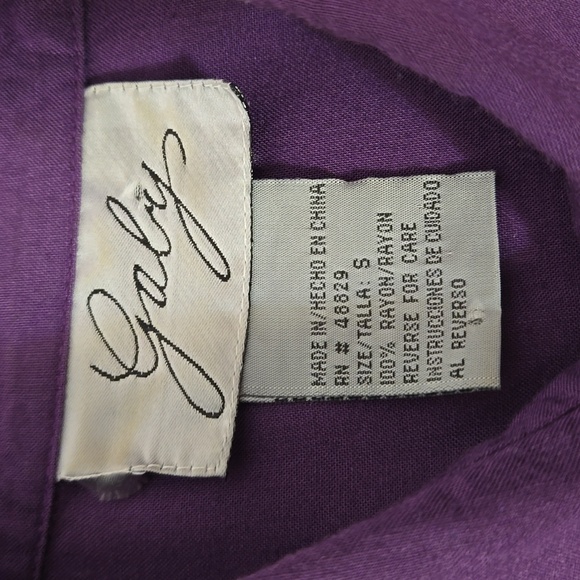 Gaby
MADE IN/HECHO EN CHINA
RN # 48829
SIZE/TALLA: S
100% RAYON/RAYON
REVERSE FOR CARE
INSTRUCCIONES DE CUIDADO
AL REVERSO